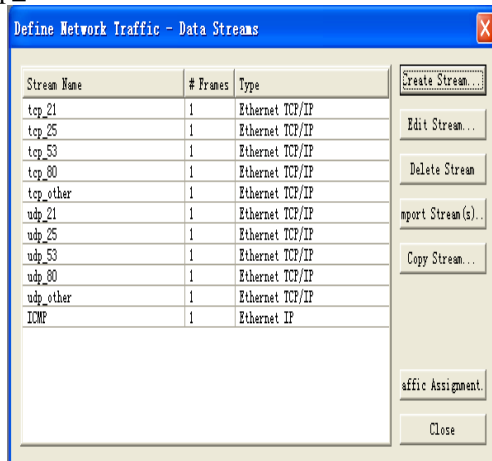 Define Network Traffic - Data Streams
Stream Name # Frames Type
tcp_21 1 Ethernet TCP/IP
tcp_25 1 Ethernet TCP/IP
tcp_53 1 Ethernet TCP/IP
tcp_80 1 Ethernet TCP/IP
tcp_other 1 Ethernet TCP/IP
udp_21 1 Ethernet TCP/IP
udp_25 1 Ethernet TCP/IP
udp_53 1 Ethernet TCP/IP
udp_80 1 Ethernet TCP/IP
udp_other 1 Ethernet TCP/IP
ICMP 1 Ethernet IP
Create Stream...
Edit Stream...
Delete Stream
mport Stream(s)..
Copy Stream...
affic Assignment.
Close